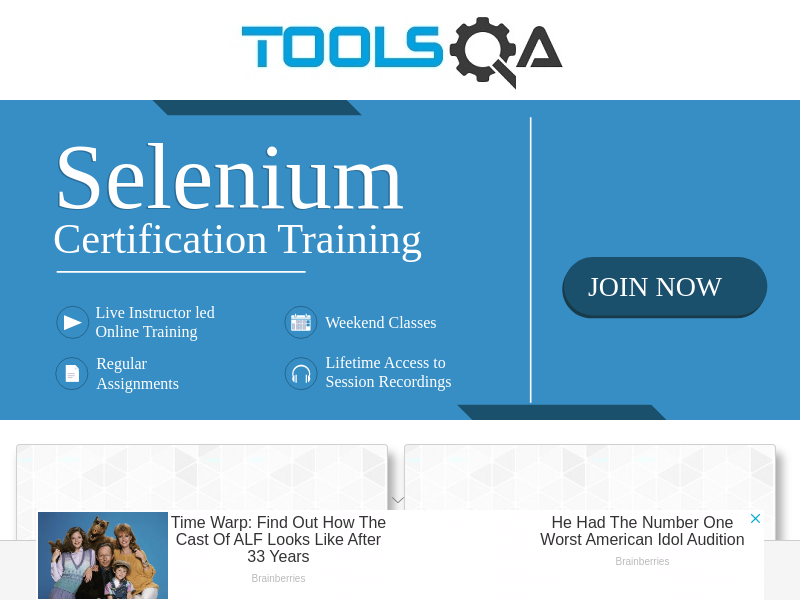 TOOLSQA
Selenium
Certification Training
JOIN NOW
Live Instructor led
Online Training
Weekend Classes
Regular
Assignments
Lifetime Access to
Session Recordings
Time Warp: Find Out How The
Cast Of ALF Looks Like After
33 Years
Brainberries
He Had The Number One
Worst American Idol Audition
Brainberries